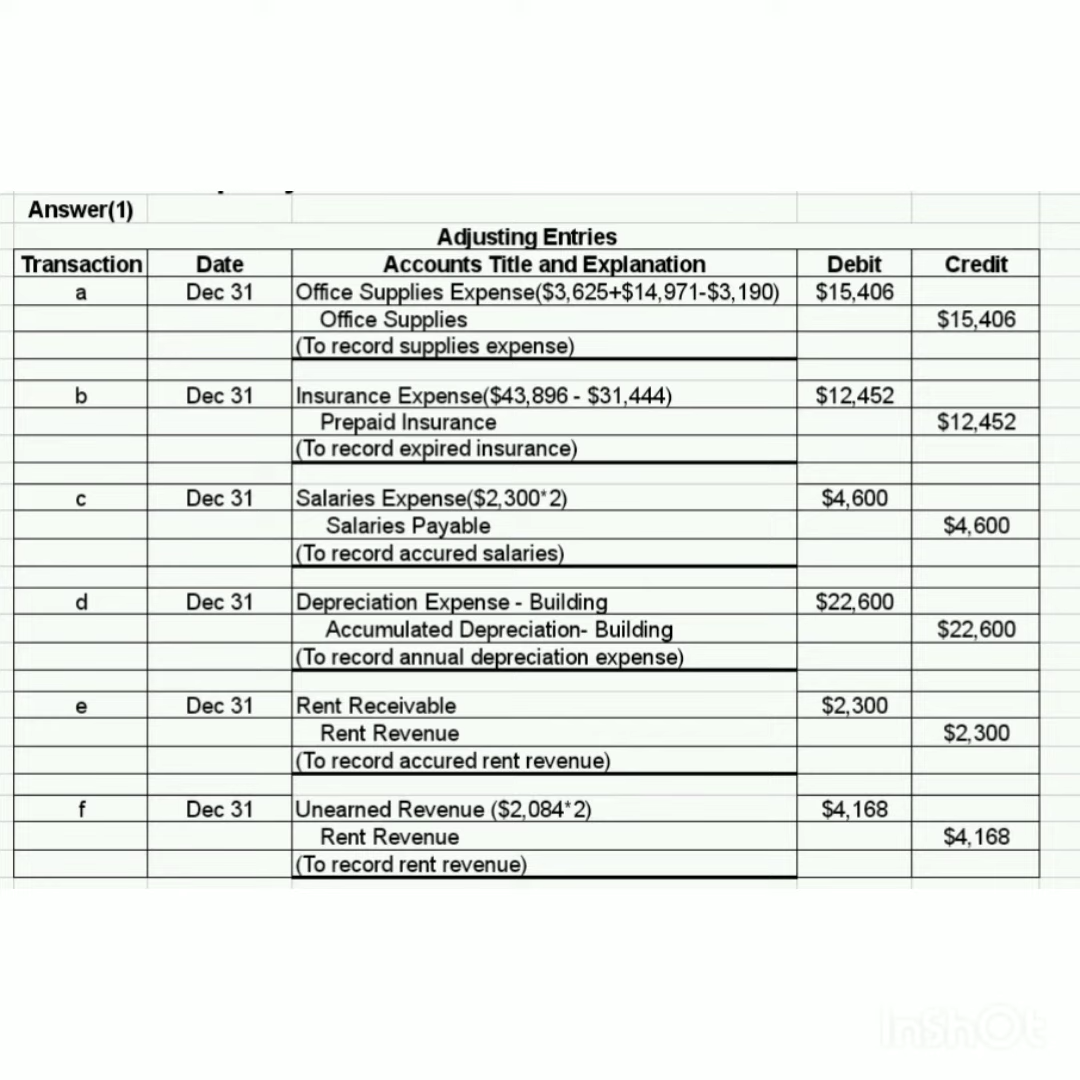 Answer(1)
Adjusting Entries
Transaction Date Accounts Title and Explanation Debit Credit
a Dec 31 Office Supplies Expense($3,625+$14,971-$3,190) $15,406
Office Supplies $15,406
(To record supplies expense)
b Dec 31 Insurance Expense($43,896 - $31,444) $12,452
Prepaid Insurance $12,452
(To record expired insurance)
c Dec 31 Salaries Expense($2,300*2) $4,600
Salaries Payable $4,600
(To record accured salaries)
d Dec 31 Depreciation Expense - Building $22,600
Accumulated Depreciation- Building $22,600
(To record annual depreciation expense)
e Dec 31 Rent Receivable $2,300
Rent Revenue $2,300
(To record accured rent revenue)
f Dec 31 Unearned Revenue ($2,084*2) $4,168
Rent Revenue $4,168
(To record rent revenue)
InShOt